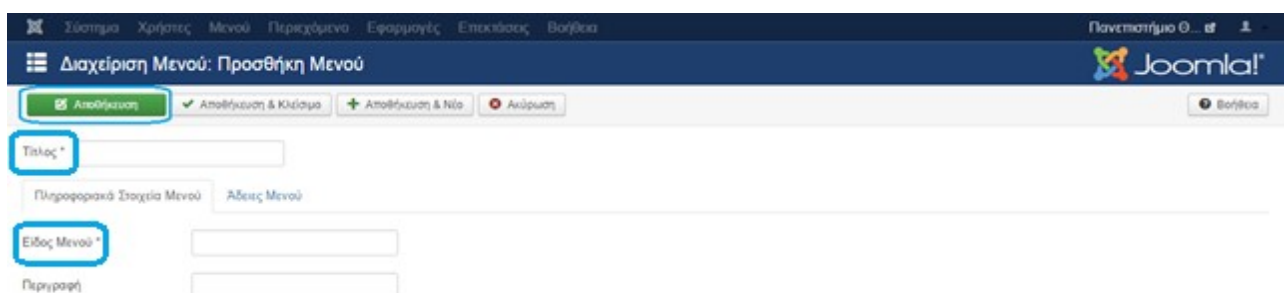 Σύστημα Χρήστες Μενού Περιεχόμενο Εφαρμογές Επεκτάσεις Βοήθεια Πανεπιστήμιο Θ...
Διαχείριση Μενού: Προσθήκη Μενού Joomla!
Αποθήκευση Αποθήκευση & Κλείσιμο Αποθήκευση & Νέο Ακύρωση Βοήθεια
Τίτλος *
Πληροφοριακά Στοιχεία Μενού Άδειες Μενού
Είδος Μενού *
Περιγραφή